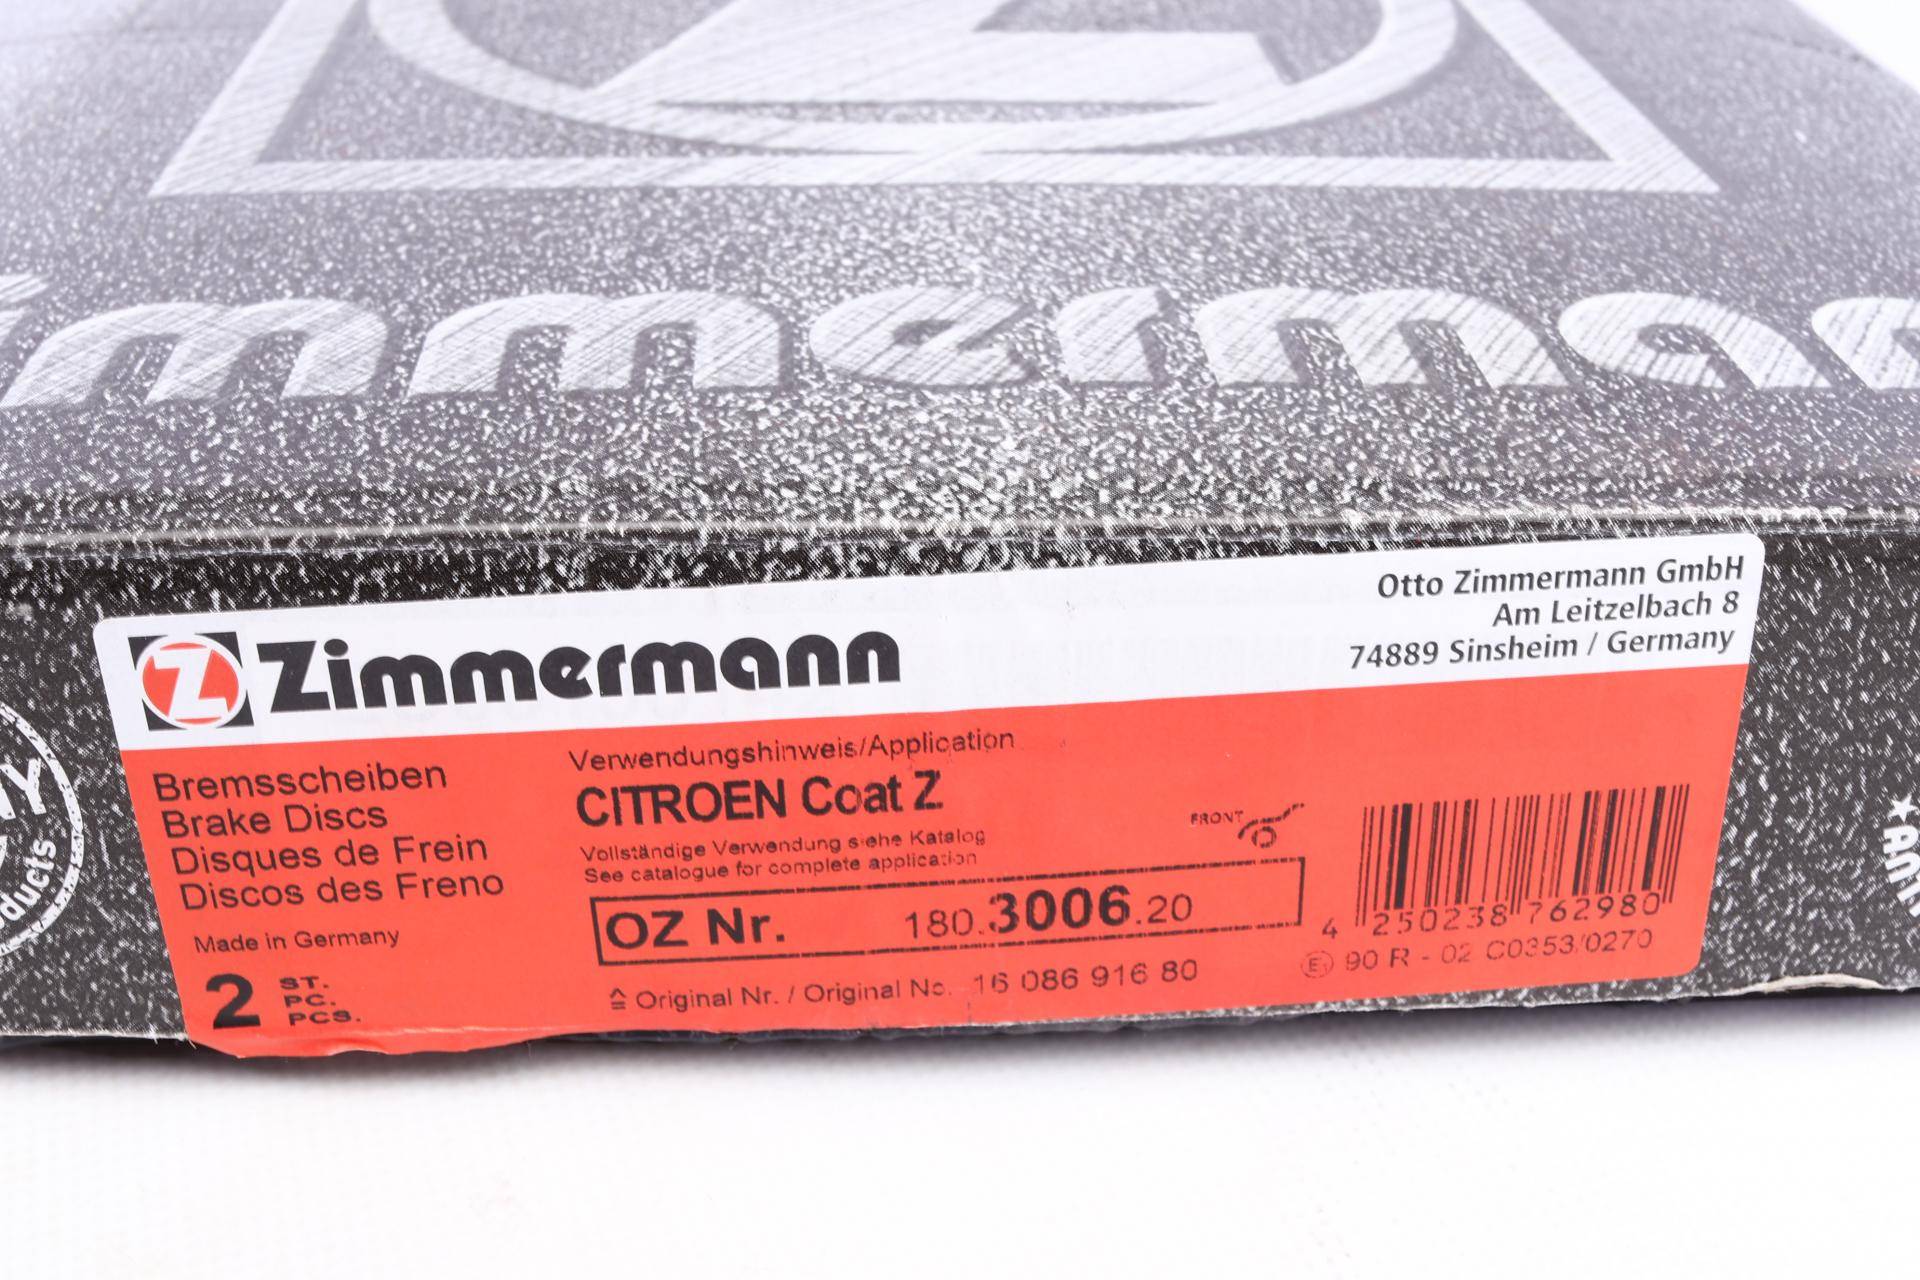 Zimmermann
Otto Zimmermann GmbH
Am Leitzelbach 8
74889 Sinsheim / Germany
Bremsscheiben
Brake Discs
Disques de Frein
Discos des Freno
Made in Germany
2 ST.
PC.
PCS.
Verwendungshinweis/Application
CITROEN Coat Z
Vollständige Verwendung siehe Katalog
See catalogue for complete application
OZ Nr. 180.3006.20
≙ Original Nr. / Original No. 16 086 916 80
FRONT
4 250238 762980
E1 90 R - 02 C0353/0270